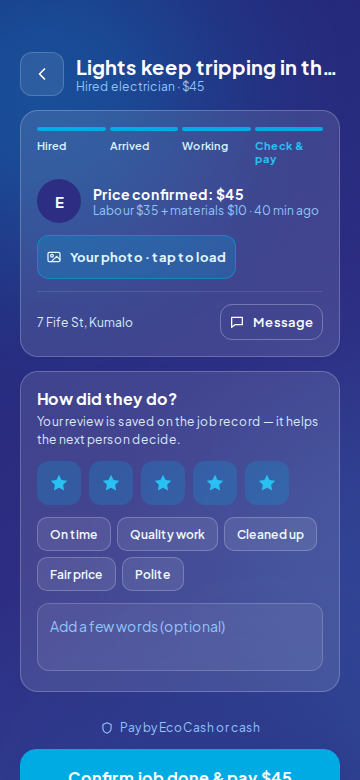 Lights keep tripping in th…
Hired electrician · $45
Hired
Arrived
Working
Check &
pay
E
Price confirmed: $45
Labour $35 + materials $10 · 40 min ago
Your photo · tap to load
7 Fife St, Kumalo
Message
How did they do?
Your review is saved on the job record — it helps
the next person decide.
On time
Quality work
Cleaned up
Fair price
Polite
Add a few words (optional)
Pay by EcoCash or cash
Confirm job done & pay $45